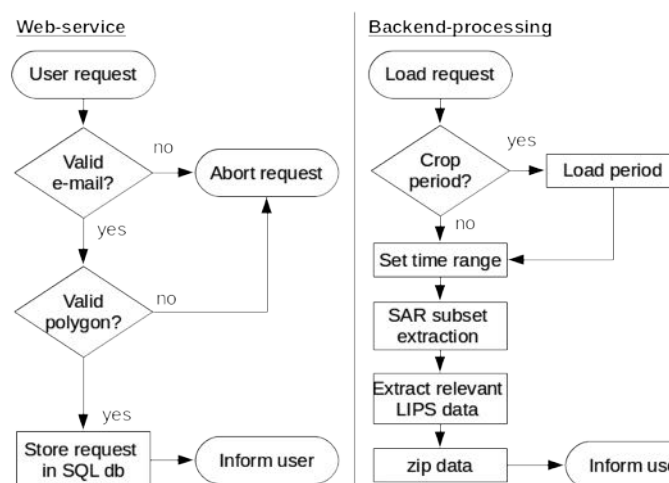 Web-service
User request
Valid
e-mail?
no
Abort request
yes
Valid
polygon?
no
yes
Store request
in SQL db
Inform user
Backend-processing
Load request
Crop
period?
yes
Load period
no
Set time range
SAR subset
extraction
Extract relevant
LIPS data
zip data
Inform use